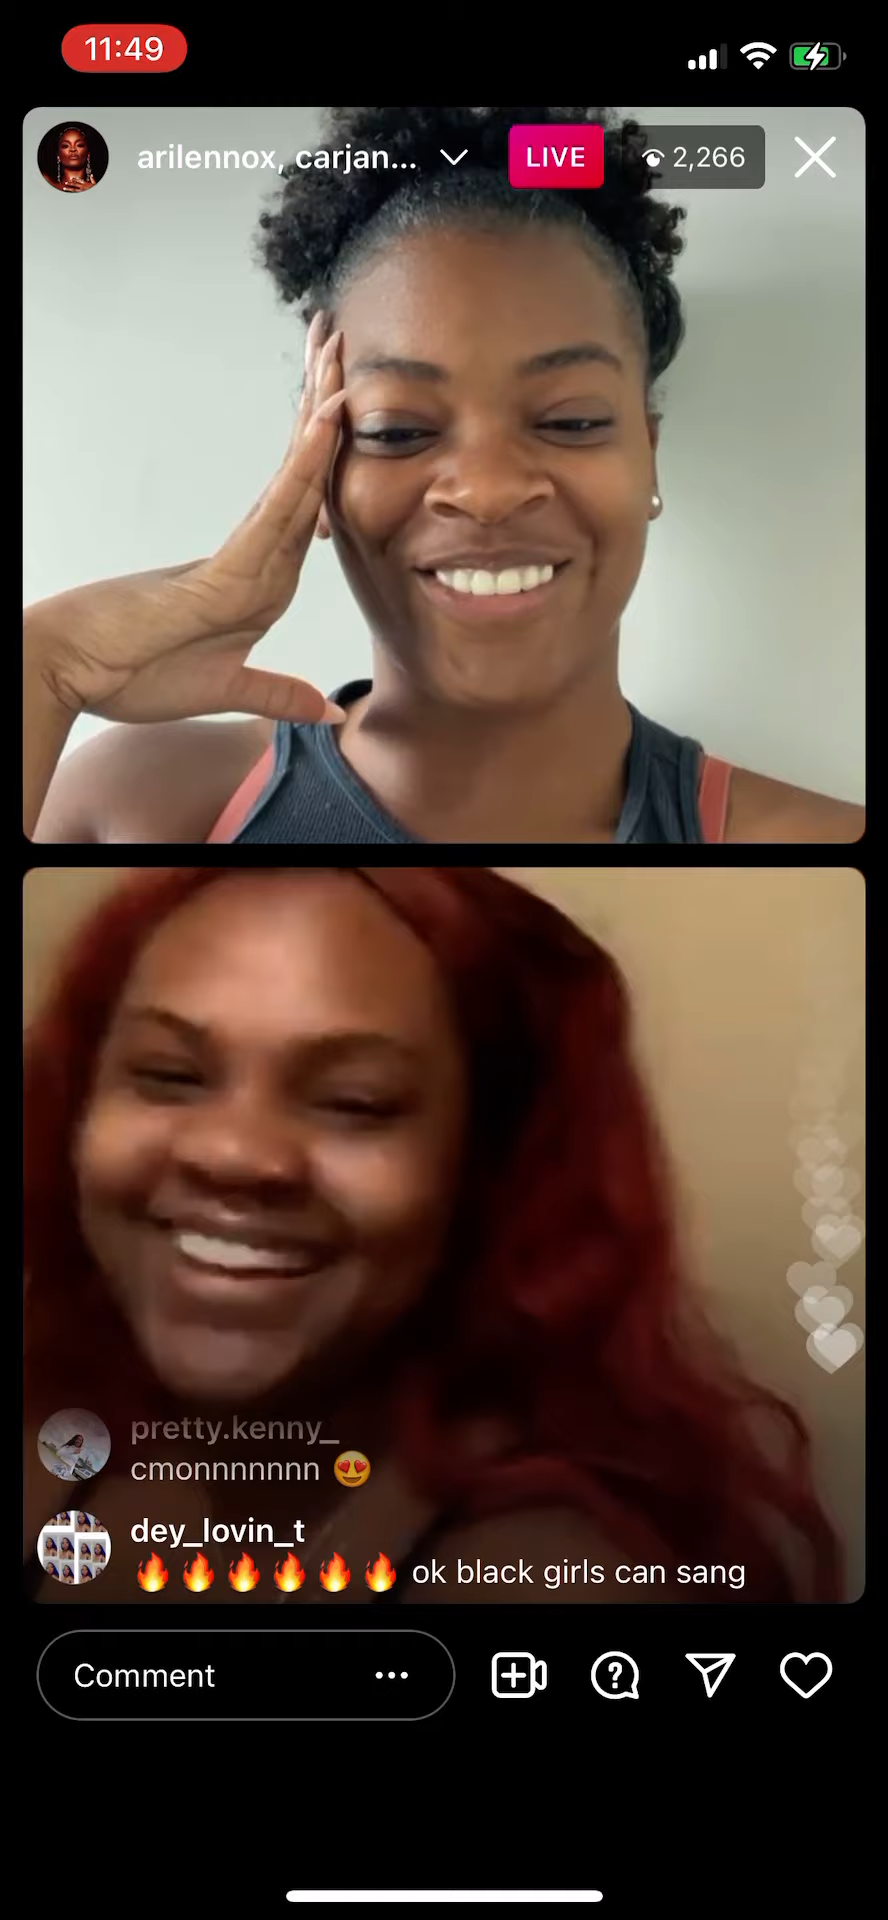 11:49
arilennox, carjan...
LIVE
2,266
pretty.kenny_
cmonnnnnnn 😍
dey_lovin_t
🔥🔥🔥🔥🔥🔥 ok black girls can sang
Comment